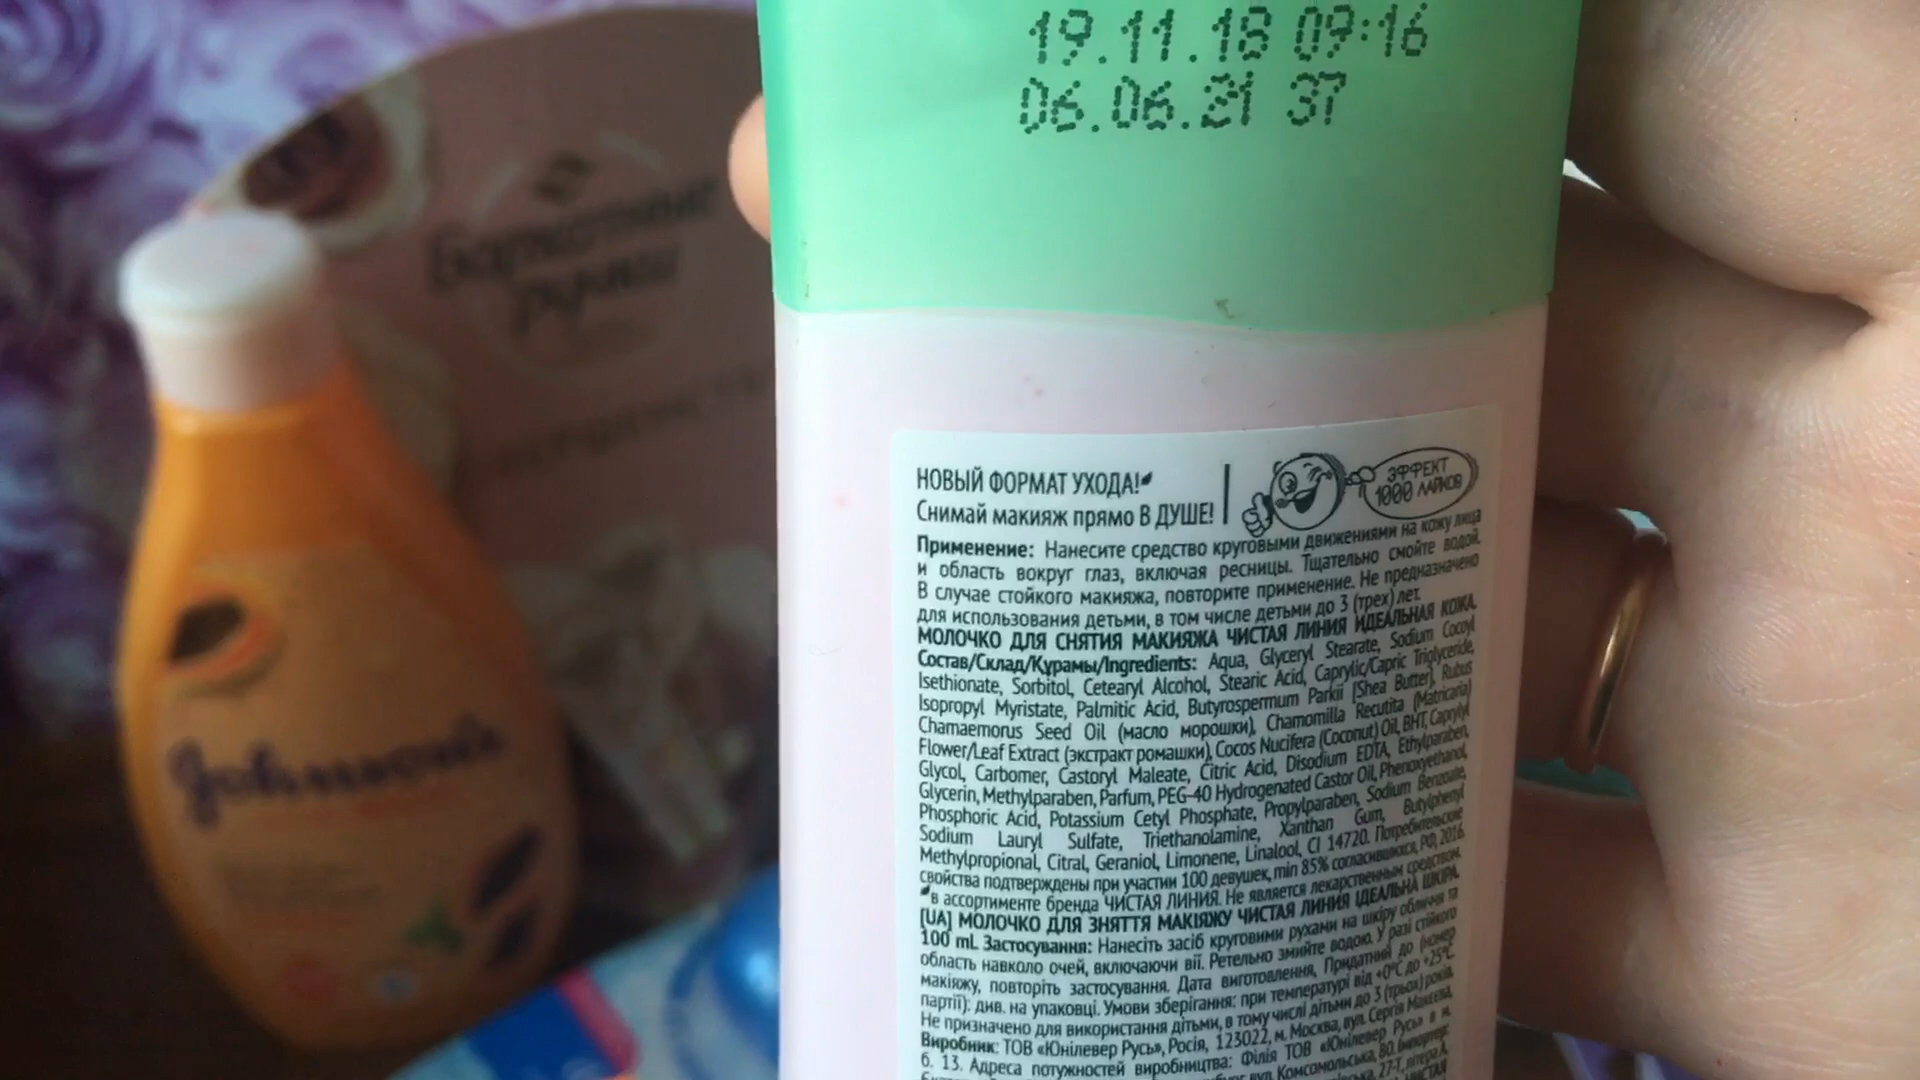 19.11.18 09:16
06.06.21 37
Бархатные
ручки
Johnson's
НОВЫЙ ФОРМАТ УХОДА!
Снимай макияж прямо В ДУШЕ!
ЭФФЕКТ
1000 ЛАЙКОВ
Применение: Нанесите средство круговыми движениями на кожу лица
и область вокруг глаз, включая ресницы. Тщательно смойте водой.
В случае стойкого макияжа, повторите применение. Не предназначено
для использования детьми, в том числе детьми до 3 (трех) лет.
МОЛОЧКО ДЛЯ СНЯТИЯ МАКИЯЖА ЧИСТАЯ ЛИНИЯ ИДЕАЛЬНАЯ КОЖА.
Состав/Склад/Құрамы/Ingredients: Aqua, Glyceryl Stearate, Sodium Cocoyl
Isethionate, Sorbitol, Cetearyl Alcohol, Stearic Acid, Caprylic/Capric Triglyceride,
Isopropyl Myristate, Palmitic Acid, Butyrospermum Parkii (Shea Butter), Rubus
Chamaemorus Seed Oil (масло морошки), Chamomilla Recutita (Matricaria)
Flower/Leaf Extract (экстракт ромашки), Cocos Nucifera (Coconut) Oil, BHT, Caprylyl
Glycol, Carbomer, Castoryl Maleate, Citric Acid, Disodium EDTA, Ethylparaben,
Glycerin, Methylparaben, Parfum, PEG-40 Hydrogenated Castor Oil, Phenoxyethanol,
Phosphoric Acid, Potassium Cetyl Phosphate, Propylparaben, Sodium Benzoate,
Sodium Lauryl Sulfate, Triethanolamine, Xanthan Gum, Butylphenyl
Methylpropional, Citral, Geraniol, Limonene, Linalool, CI 14720. Потребительские
свойства подтверждены при участии 100 девушек, min 85% согласившихся, РФ, 2016.
в ассортименте бренда ЧИСТАЯ ЛИНИЯ. Не является лекарственным средством.
[UA] МОЛОЧКО ДЛЯ ЗНЯТТЯ МАКІЯЖУ ЧИСТАЯ ЛИНИЯ ІДЕАЛЬНА ШКІРА.
100 mL Застосування: Нанесіть засіб круговими рухами на шкіру обличчя та
область навколо очей, включаючи вії. Ретельно змийте водою. У разі стійкого
макіяжу, повторіть застосування. Дата виготовлення, Придатний до (номер
партії): див. на упаковці. Умови зберігання: при температурі від +0°C до +25°C.
Не призначено для використання дітьми, в тому числі дітьми до 3 (трьох) років.
Виробник: ТОВ «Юнілевер Русь», Росія, 123022, м. Москва, вул. Сергія Макеєва,
б. 13. Адреса потужностей виробництва: Філія ТОВ «Юнілевер Русь» в м.
вул. Комсомольська, 80. Імпортер:
27-Т, літера А,